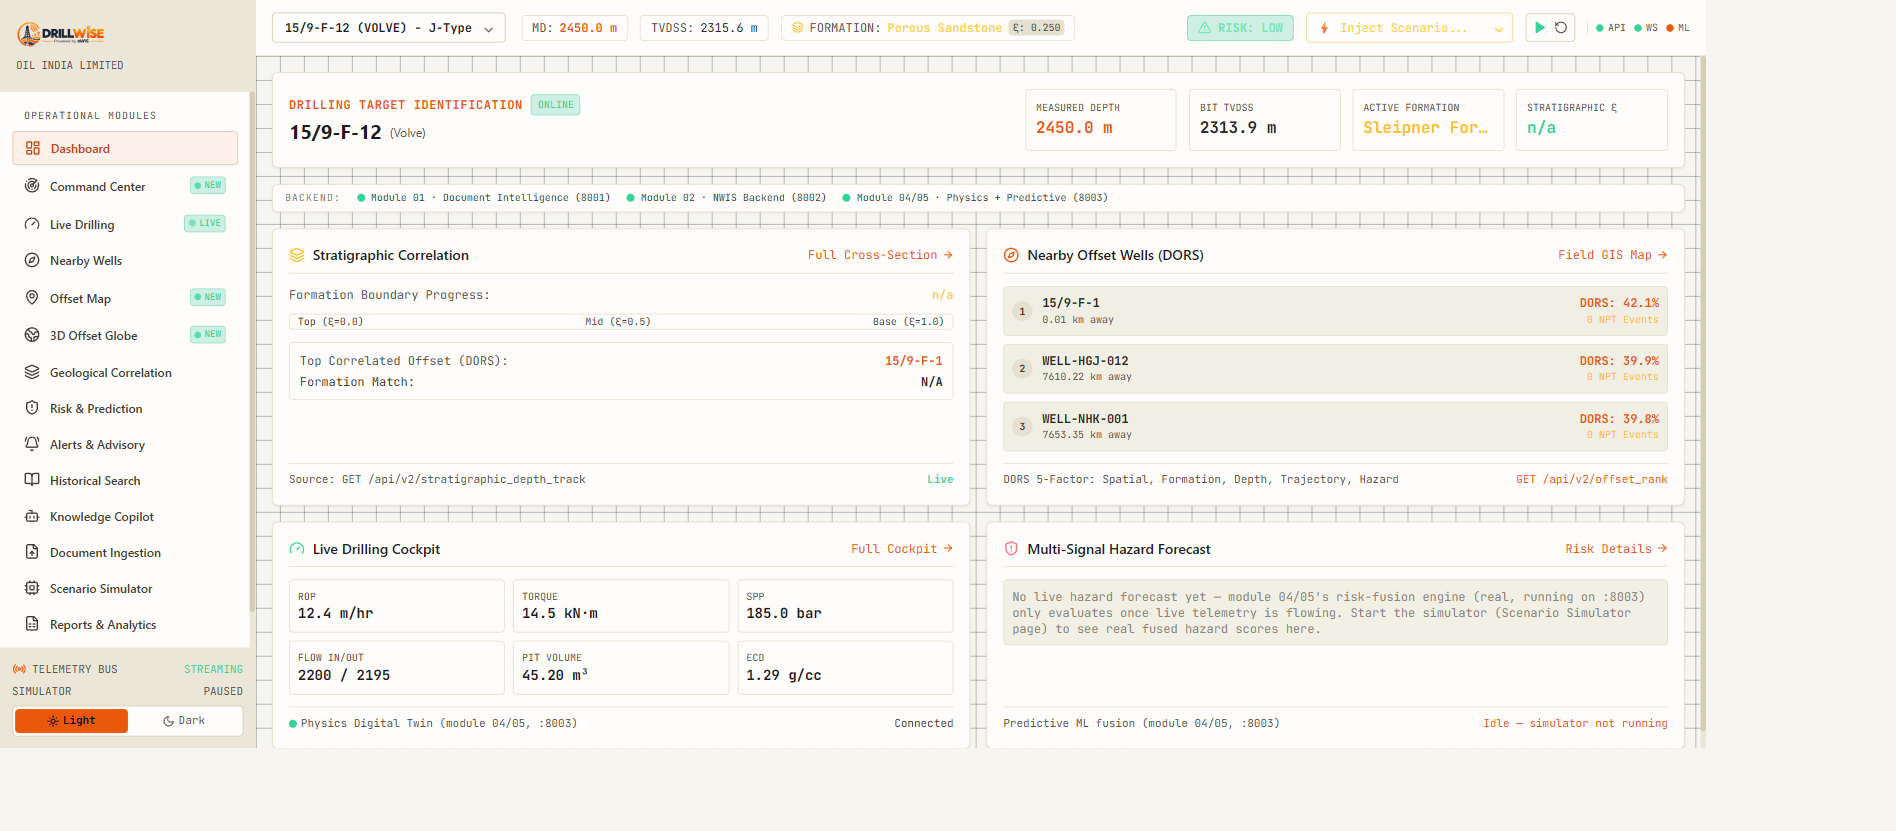 DRILLWISE
Powered by eWIS
OIL INDIA LIMITED
OPERATIONAL MODULES
Dashboard
Command Center
NEW
Live Drilling
LIVE
Nearby Wells
Offset Map
NEW
3D Offset Globe
NEW
Geological Correlation
Risk & Prediction
Alerts & Advisory
Historical Search
Knowledge Copilot
Document Ingestion
Scenario Simulator
Reports & Analytics
TELEMETRY BUS STREAMING
SIMULATOR PAUSED
Light Dark
15/9-F-12 (VOLVE) - J-Type
MD: 2450.0 m
TVDSS: 2315.6 m
FORMATION: Porous Sandstone ξ: 0.250
RISK: LOW
Inject Scenario...
API WS ML
DRILLING TARGET IDENTIFICATION ONLINE
15/9-F-12 (Volve)
MEASURED DEPTH
2450.0 m
BIT TVDSS
2313.9 m
ACTIVE FORMATION
Sleipner For…
STRATIGRAPHIC ξ
n/a
BACKEND: Module 01 · Document Intelligence (8001) Module 02 · NWIS Backend (8002) Module 04/05 · Physics + Predictive (8003)
Stratigraphic Correlation Full Cross-Section →
Formation Boundary Progress: n/a
Top (ξ=0.0) Mid (ξ=0.5) Base (ξ=1.0)
Top Correlated Offset (DORS): 15/9-F-1
Formation Match: N/A
Source: GET /api/v2/stratigraphic_depth_track Live
Nearby Offset Wells (DORS) Field GIS Map →
1
15/9-F-1 DORS: 42.1%
0.01 km away 0 NPT Events
2
WELL-HGJ-012 DORS: 39.9%
7610.22 km away 0 NPT Events
3
WELL-NHK-001 DORS: 39.8%
7653.35 km away 0 NPT Events
DORS 5-Factor: Spatial, Formation, Depth, Trajectory, Hazard GET /api/v2/offset_rank
Live Drilling Cockpit Full Cockpit →
ROP
12.4 m/hr
TORQUE
14.5 kN·m
SPP
185.0 bar
FLOW IN/OUT
2200 / 2195
PIT VOLUME
45.20 m³
ECD
1.29 g/cc
Physics Digital Twin (module 04/05, :8003) Connected
Multi-Signal Hazard Forecast Risk Details →
No live hazard forecast yet — module 04/05's risk-fusion engine (real, running on :8003)
only evaluates once live telemetry is flowing. Start the simulator (Scenario Simulator
page) to see real fused hazard scores here.
Predictive ML fusion (module 04/05, :8003) Idle — simulator not running